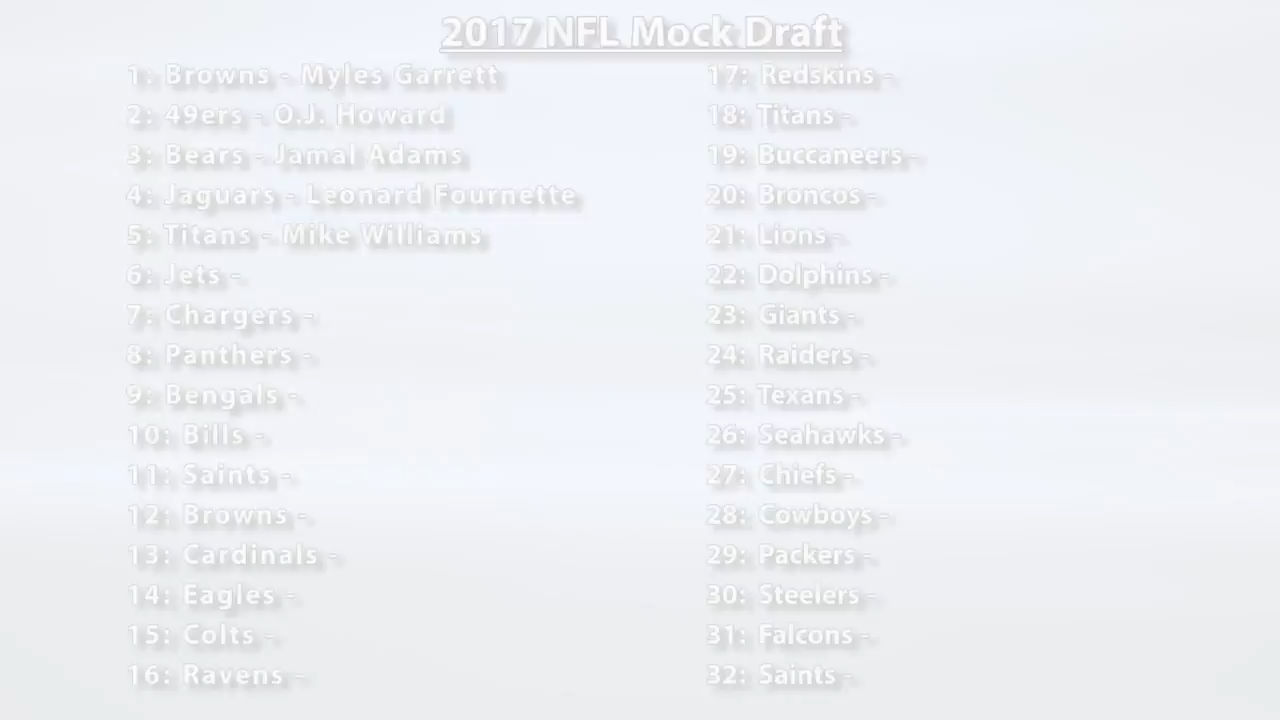 2017 NFL Mock Draft
1: Browns - Myles Garrett
2: 49ers - O.J. Howard
3: Bears - Jamal Adams
4: Jaguars - Leonard Fournette
5: Titans - Mike Williams
6: Jets -
7: Chargers -
8: Panthers -
9: Bengals -
10: Bills -
11: Saints -
12: Browns -
13: Cardinals -
14: Eagles -
15: Colts -
16: Ravens -
17: Redskins -
18: Titans -
19: Buccaneers -
20: Broncos -
21: Lions -
22: Dolphins -
23: Giants -
24: Raiders -
25: Texans -
26: Seahawks -
27: Chiefs -
28: Cowboys -
29: Packers -
30: Steelers -
31: Falcons -
32: Saints -